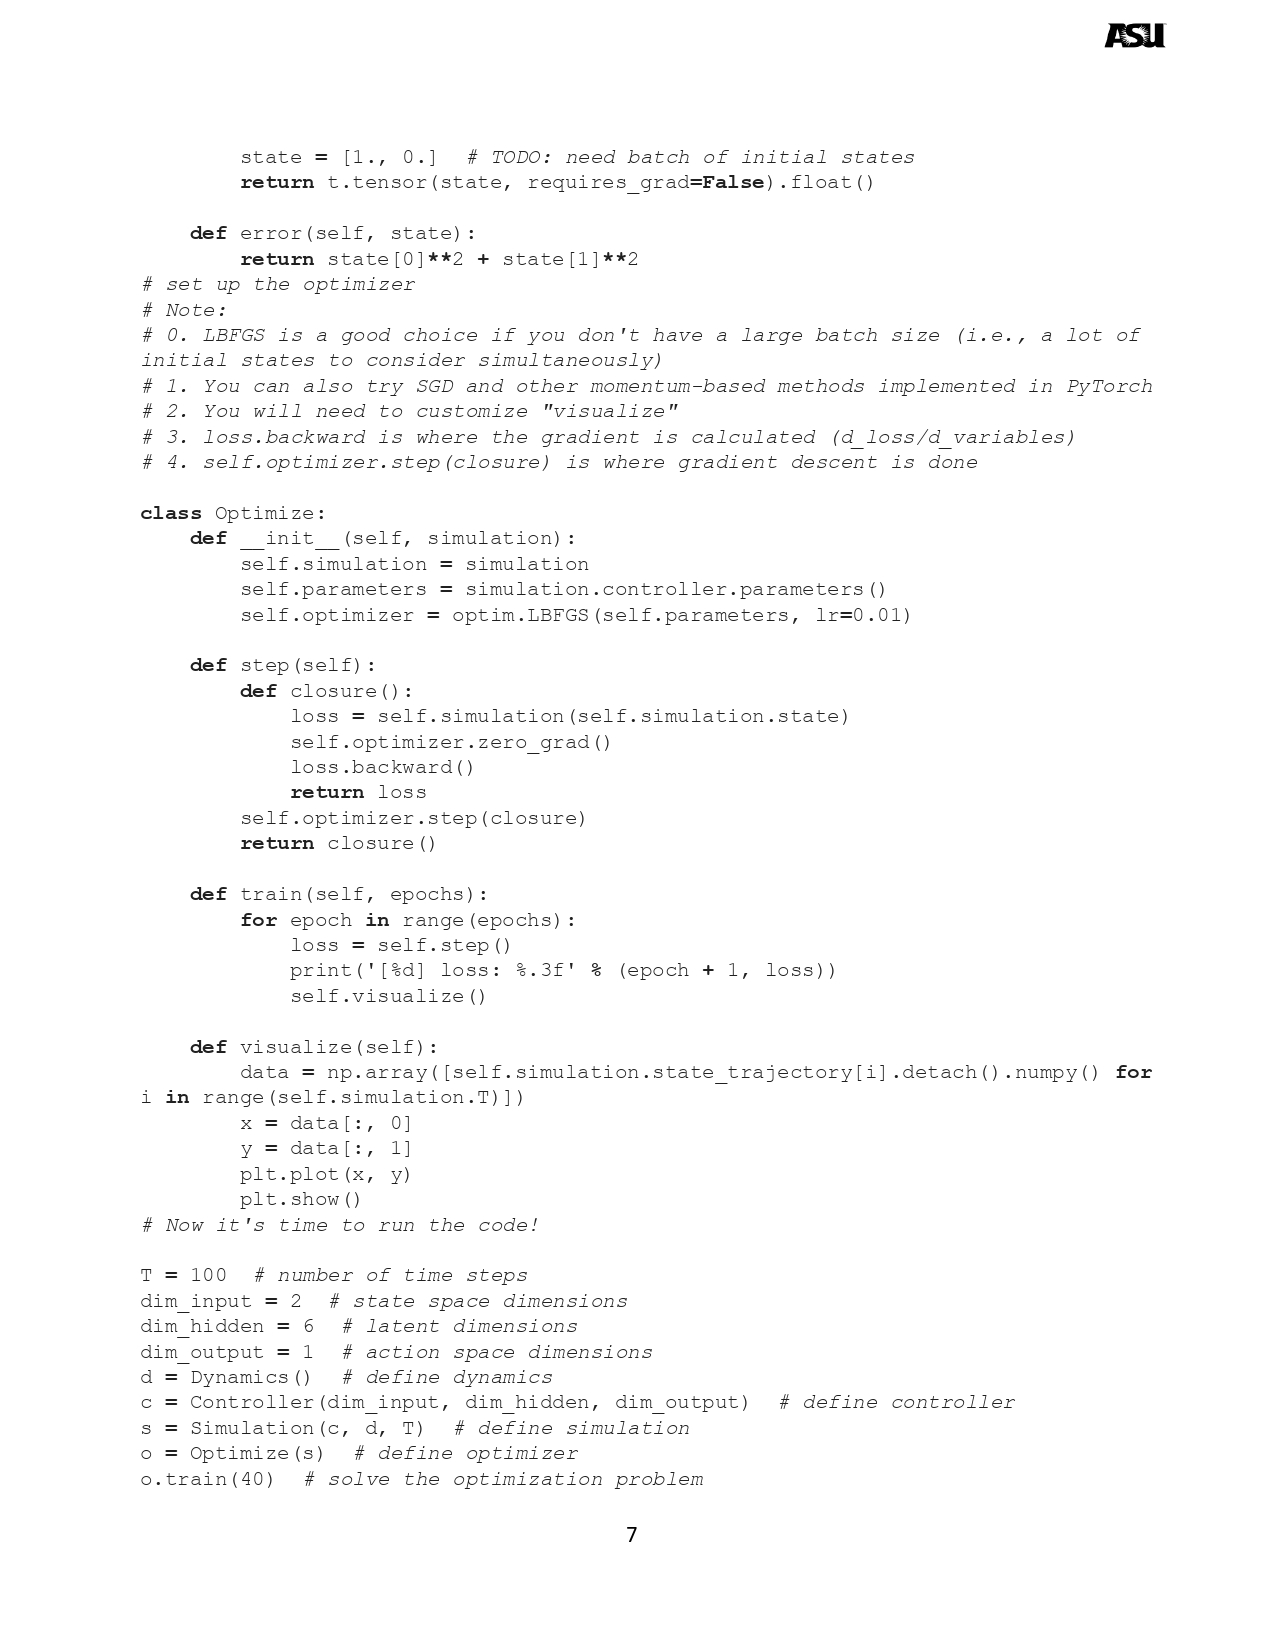 ASU
        state = [1., 0.]  # TODO: need batch of initial states
        return t.tensor(state, requires_grad=False).float()

    def error(self, state):
        return state[0]**2 + state[1]**2
# set up the optimizer
# Note:
# 0. LBFGS is a good choice if you don't have a large batch size (i.e., a lot of
initial states to consider simultaneously)
# 1. You can also try SGD and other momentum-based methods implemented in PyTorch
# 2. You will need to customize "visualize"
# 3. loss.backward is where the gradient is calculated (d_loss/d_variables)
# 4. self.optimizer.step(closure) is where gradient descent is done

class Optimize:
    def __init__(self, simulation):
        self.simulation = simulation
        self.parameters = simulation.controller.parameters()
        self.optimizer = optim.LBFGS(self.parameters, lr=0.01)

    def step(self):
        def closure():
            loss = self.simulation(self.simulation.state)
            self.optimizer.zero_grad()
            loss.backward()
            return loss
        self.optimizer.step(closure)
        return closure()

    def train(self, epochs):
        for epoch in range(epochs):
            loss = self.step()
            print('[%d] loss: %.3f' % (epoch + 1, loss))
            self.visualize()

    def visualize(self):
        data = np.array([self.simulation.state_trajectory[i].detach().numpy() for
i in range(self.simulation.T)])
        x = data[:, 0]
        y = data[:, 1]
        plt.plot(x, y)
        plt.show()
# Now it's time to run the code!

T = 100  # number of time steps
dim_input = 2  # state space dimensions
dim_hidden = 6  # latent dimensions
dim_output = 1  # action space dimensions
d = Dynamics()  # define dynamics
c = Controller(dim_input, dim_hidden, dim_output)  # define controller
s = Simulation(c, d, T)  # define simulation
o = Optimize(s)  # define optimizer
o.train(40)  # solve the optimization problem
7